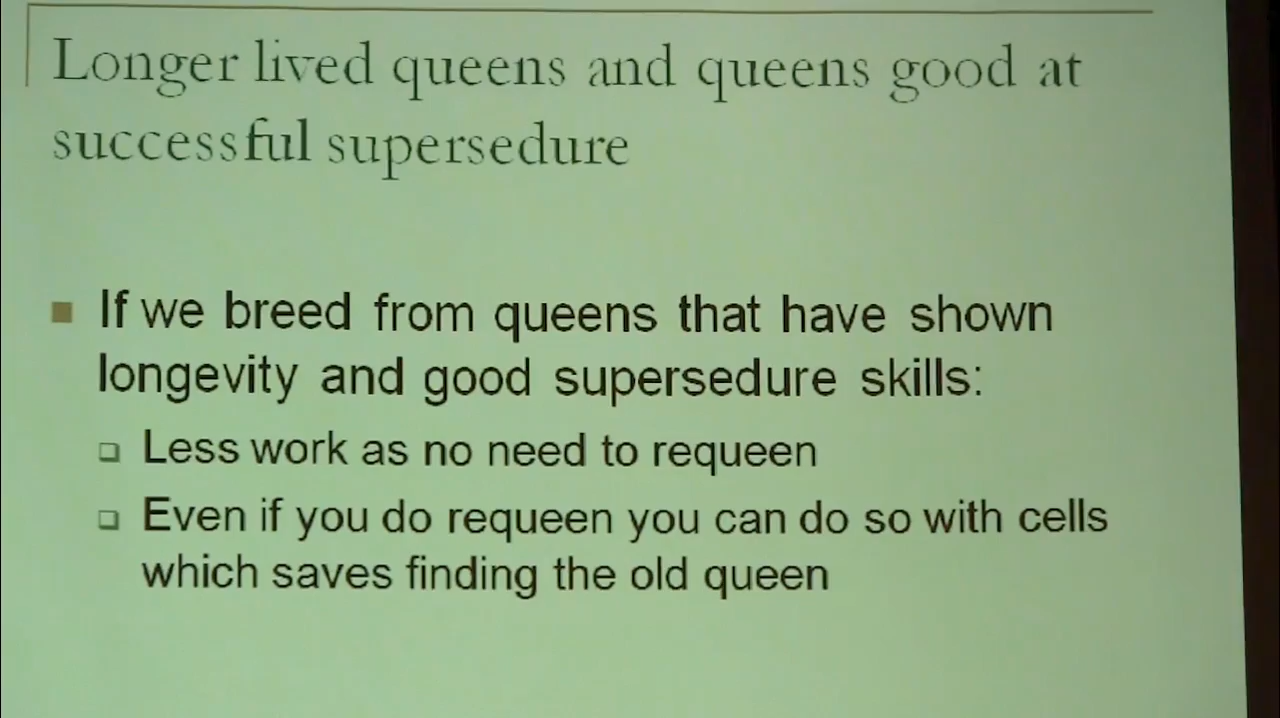 Longer lived queens and queens good at
successful supersedure
If we breed from queens that have shown
longevity and good supersedure skills:
Less work as no need to requeen
Even if you do requeen you can do so with cells
which saves finding the old queen